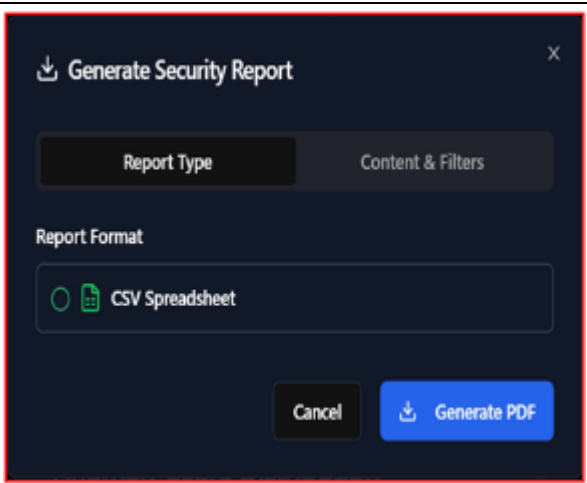 Generate Security Report
Report Type
Content & Filters
Report Format
CSV Spreadsheet
Cancel
Generate PDF